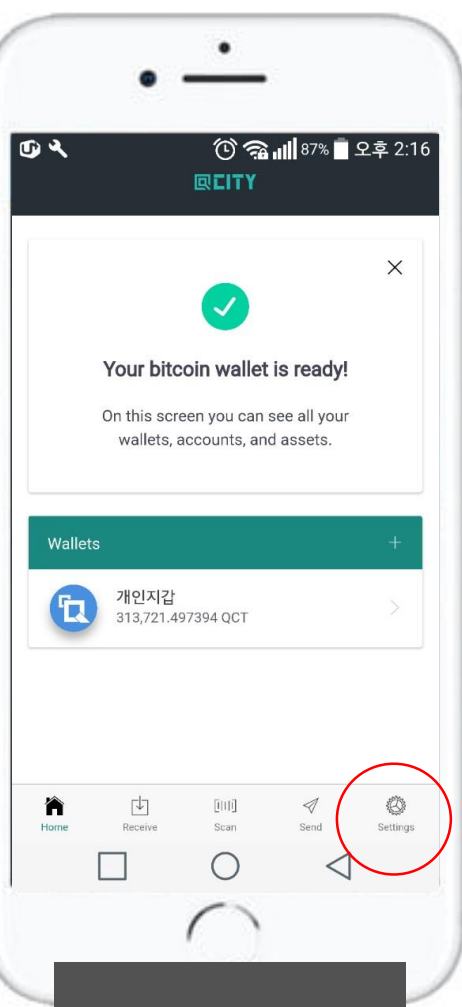 87% 오후 2:16
QCITY
Your bitcoin wallet is ready!
On this screen you can see all your
wallets, accounts, and assets.
Wallets
개인지갑
313,721.497394 QCT
Home Receive Scan Send Settings